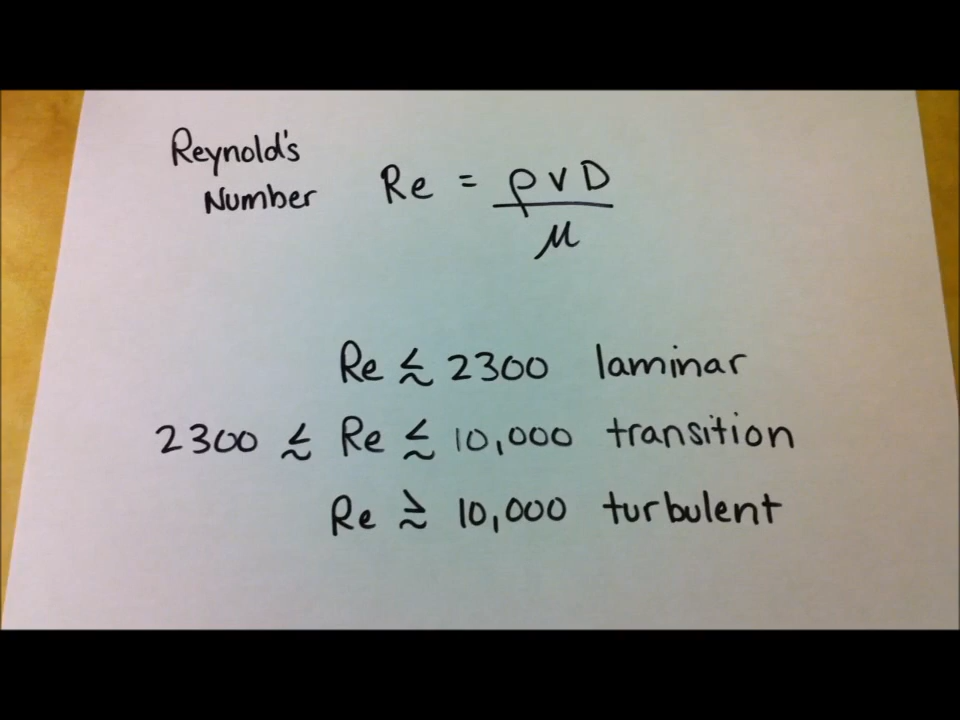 Reynold's
Number
Re = ρvD/μ
Re ≲ 2300 laminar
2300 ≲ Re ≲ 10,000 transition
Re ≳ 10,000 turbulent